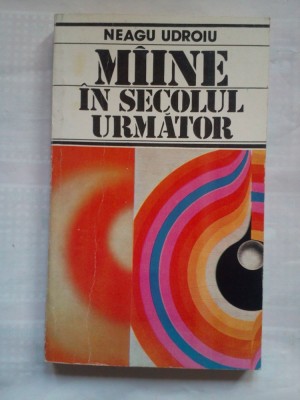 NEAGU UDROIU
MÎINE
ÎN SECOLUL
URMĂTOR